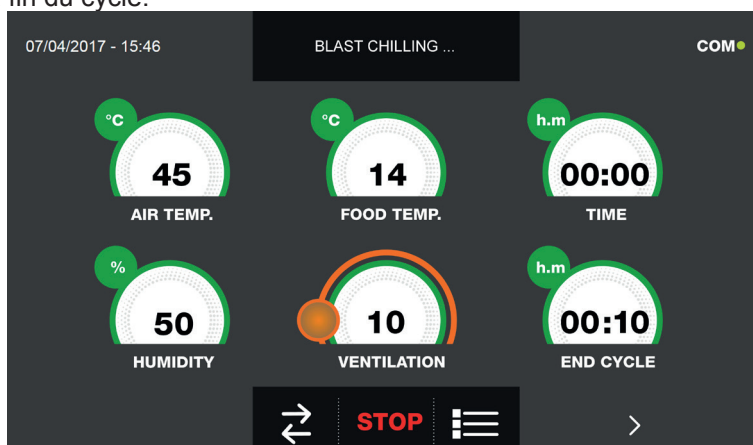 fin du cycle.
07/04/2017 - 15:46
BLAST CHILLING ...
COM
°C
45
AIR TEMP.
°C
14
FOOD TEMP.
h.m
00:00
TIME
%
50
HUMIDITY
10
VENTILATION
h.m
00:10
END CYCLE
STOP